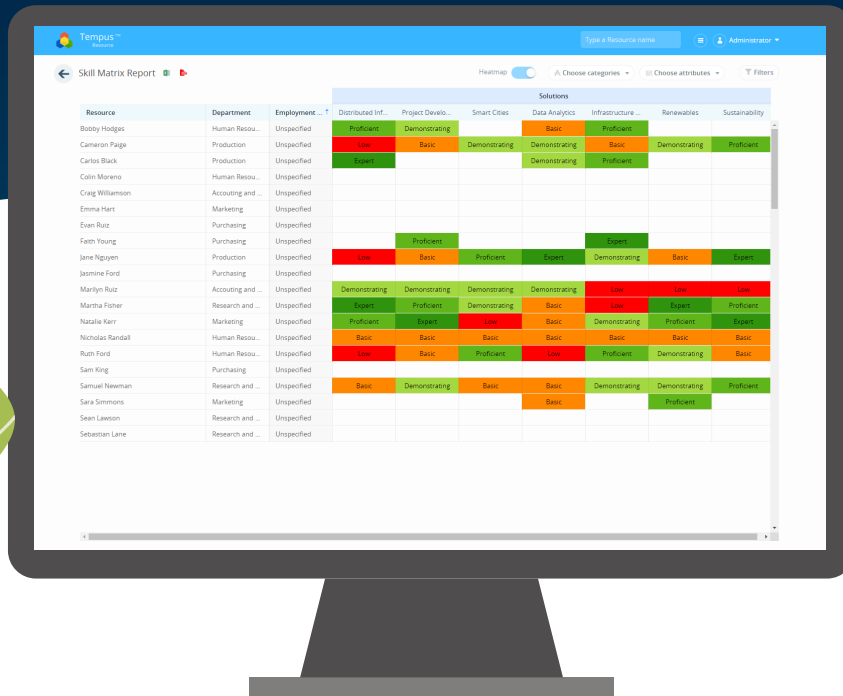 Tempus™
Resource
Type a Resource name
Administrator
Skill Matrix Report
Heatmap
Choose categories
Choose attributes
Filters
Solutions
Resource Department Employment ... Distributed Inf... Project Develo... Smart Cities Data Analytics Infrastructure ... Renewables Sustainability
Bobby Hodges Human Resou... Unspecified Proficient Demonstrating Basic Proficient
Cameron Paige Production Unspecified Low Basic Demonstrating Demonstrating Basic Demonstrating Proficient
Carlos Black Production Unspecified Expert Demonstrating Proficient
Colin Moreno Human Resou... Unspecified
Craig Williamson Accouting and ... Unspecified
Emma Hart Marketing Unspecified
Evan Ruiz Purchasing Unspecified
Faith Young Purchasing Unspecified Proficient Expert
Jane Nguyen Production Unspecified Low Basic Proficient Expert Demonstrating Basic Expert
Jasmine Ford Purchasing Unspecified
Marilyn Ruiz Accouting and ... Unspecified Demonstrating Demonstrating Demonstrating Demonstrating Low Low Low
Martha Fisher Research and ... Unspecified Expert Proficient Demonstrating Basic Low Expert Proficient
Natalie Kerr Marketing Unspecified Proficient Expert Low Basic Demonstrating Proficient Expert
Nicholas Randall Human Resou... Unspecified Basic Basic Basic Basic Basic Basic Basic
Ruth Ford Human Resou... Unspecified Low Basic Proficient Low Proficient Demonstrating Basic
Sam King Purchasing Unspecified
Samuel Newman Research and ... Unspecified Basic Demonstrating Basic Basic Demonstrating Demonstrating Proficient
Sara Simmons Marketing Unspecified Basic Proficient
Sean Lawson Research and ... Unspecified
Sebastian Lane Research and ... Unspecified